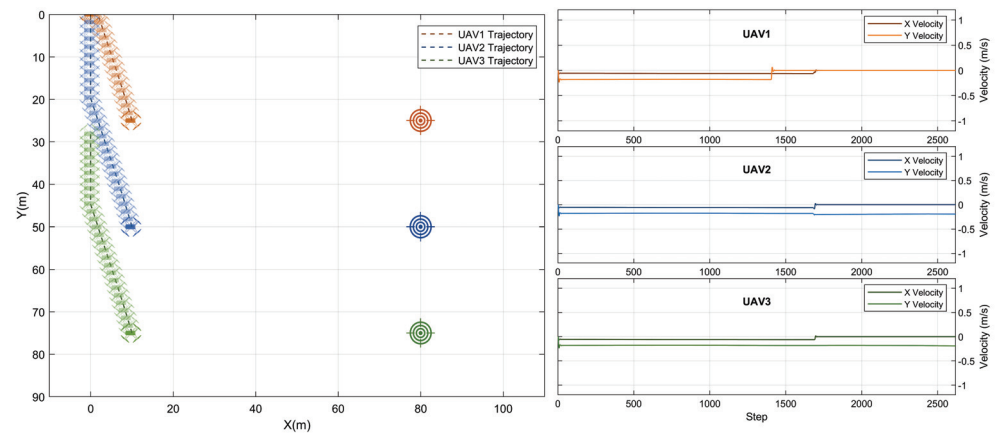 0
10
20
30
40
50
60
70
80
90
Y(m)
0 20 40 60 80 100
X(m)
UAV1 Trajectory
UAV2 Trajectory
UAV3 Trajectory
UAV1
X Velocity
Y Velocity
1
0.5
0
-0.5
-1
Velocity (m/s)
0 500 1000 1500 2000 2500
UAV2
X Velocity
Y Velocity
1
0.5
0
-0.5
-1
Velocity (m/s)
0 500 1000 1500 2000 2500
UAV3
X Velocity
Y Velocity
1
0.5
0
-0.5
-1
Velocity (m/s)
0 500 1000 1500 2000 2500
Step